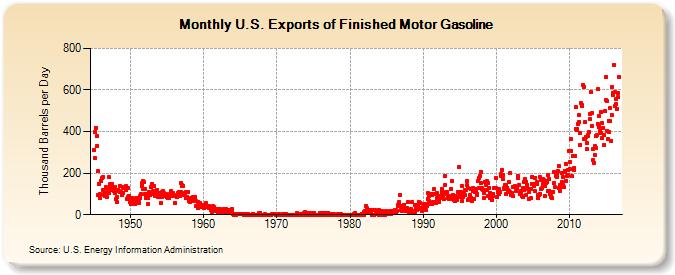 Monthly U.S. Exports of Finished Motor Gasoline
Thousand Barrels per Day
800
600
400
200
0
1950 1960 1970 1980 1990 2000 2010
Source: U.S. Energy Information Administration